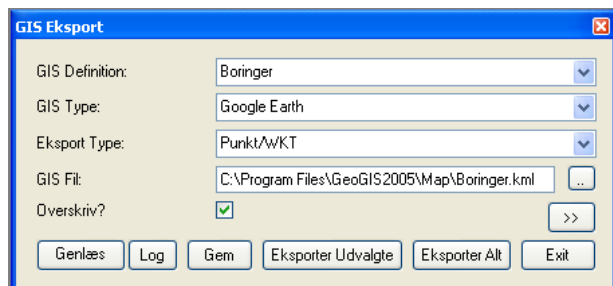 GIS Eksport
GIS Definition: Boringer
GIS Type: Google Earth
Eksport Type: Punkt/WKT
GIS Fil: C:\Program Files\GeoGIS2005\Map\Boringer.kml ..
Overskriv? >>
Genlæs Log Gem Eksporter Udvalgte Eksporter Alt Exit